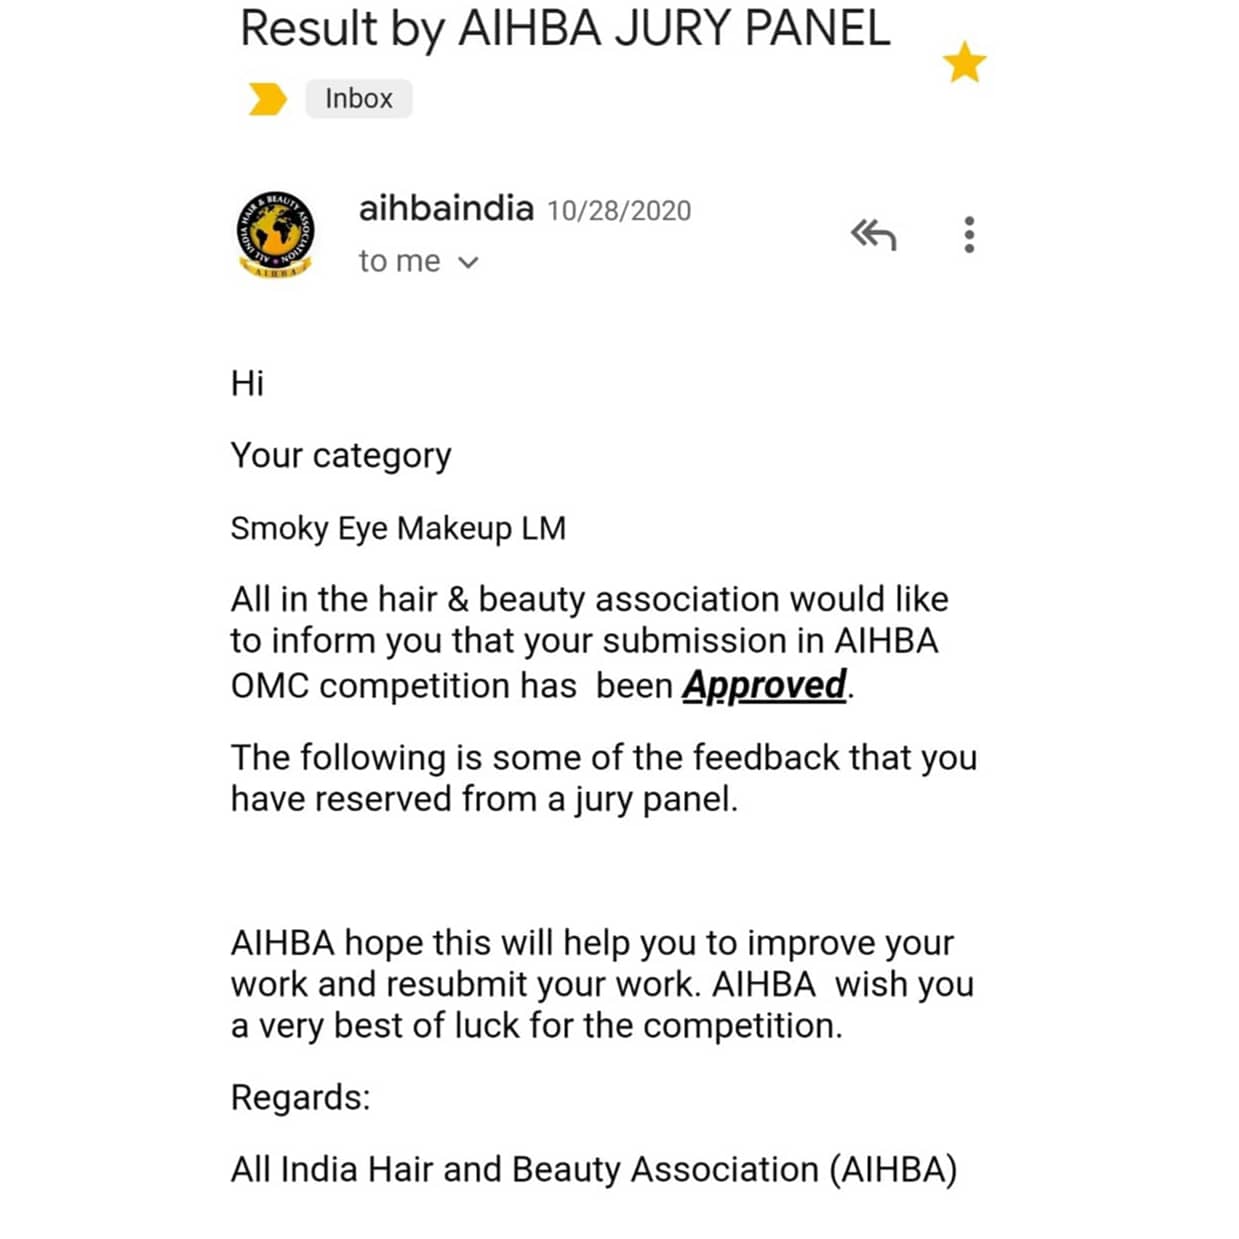 Result by AIHBA JURY PANEL
Inbox
ALL INDIA HAIR & BEAUTY ASSOCIATION
AIHBA
aihbaindia 10/28/2020
to me
Hi
Your category
Smoky Eye Makeup LM
All in the hair & beauty association would like
to inform you that your submission in AIHBA
OMC competition has  been Approved.
The following is some of the feedback that you
have reserved from a jury panel.
AIHBA hope this will help you to improve your
work and resubmit your work. AIHBA  wish you
a very best of luck for the competition.
Regards:
All India Hair and Beauty Association (AIHBA)